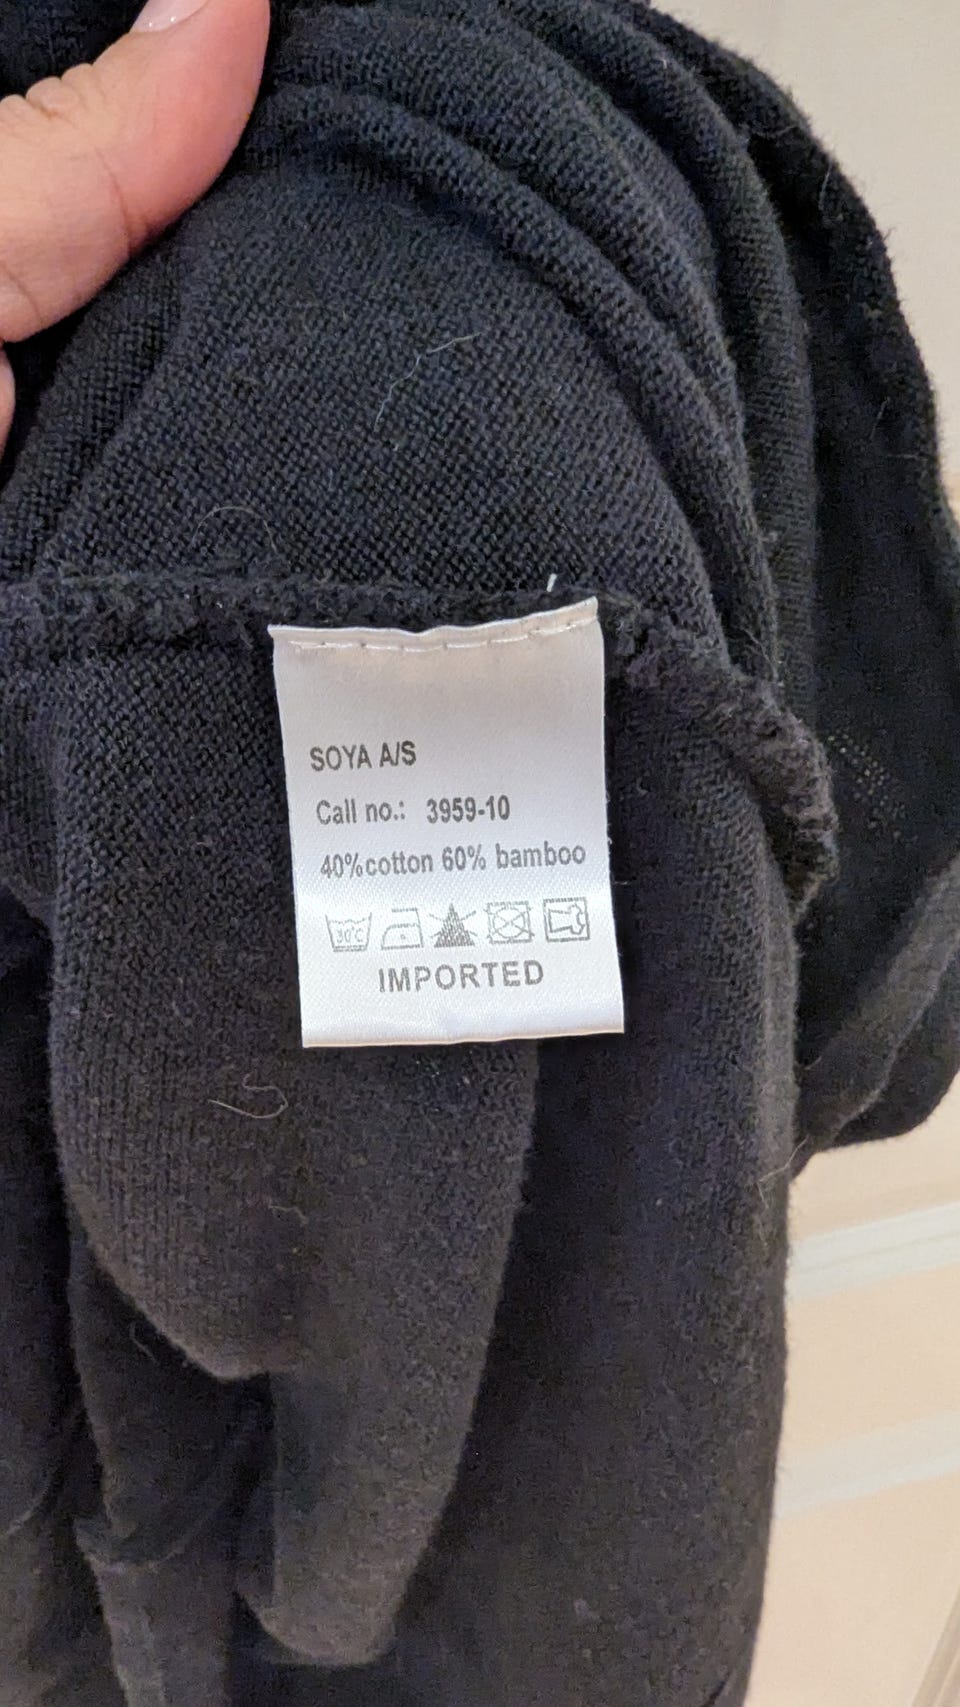 SOYA A/S
Call no.: 3959-10
40%cotton 60% bamboo
30°C
IMPORTED